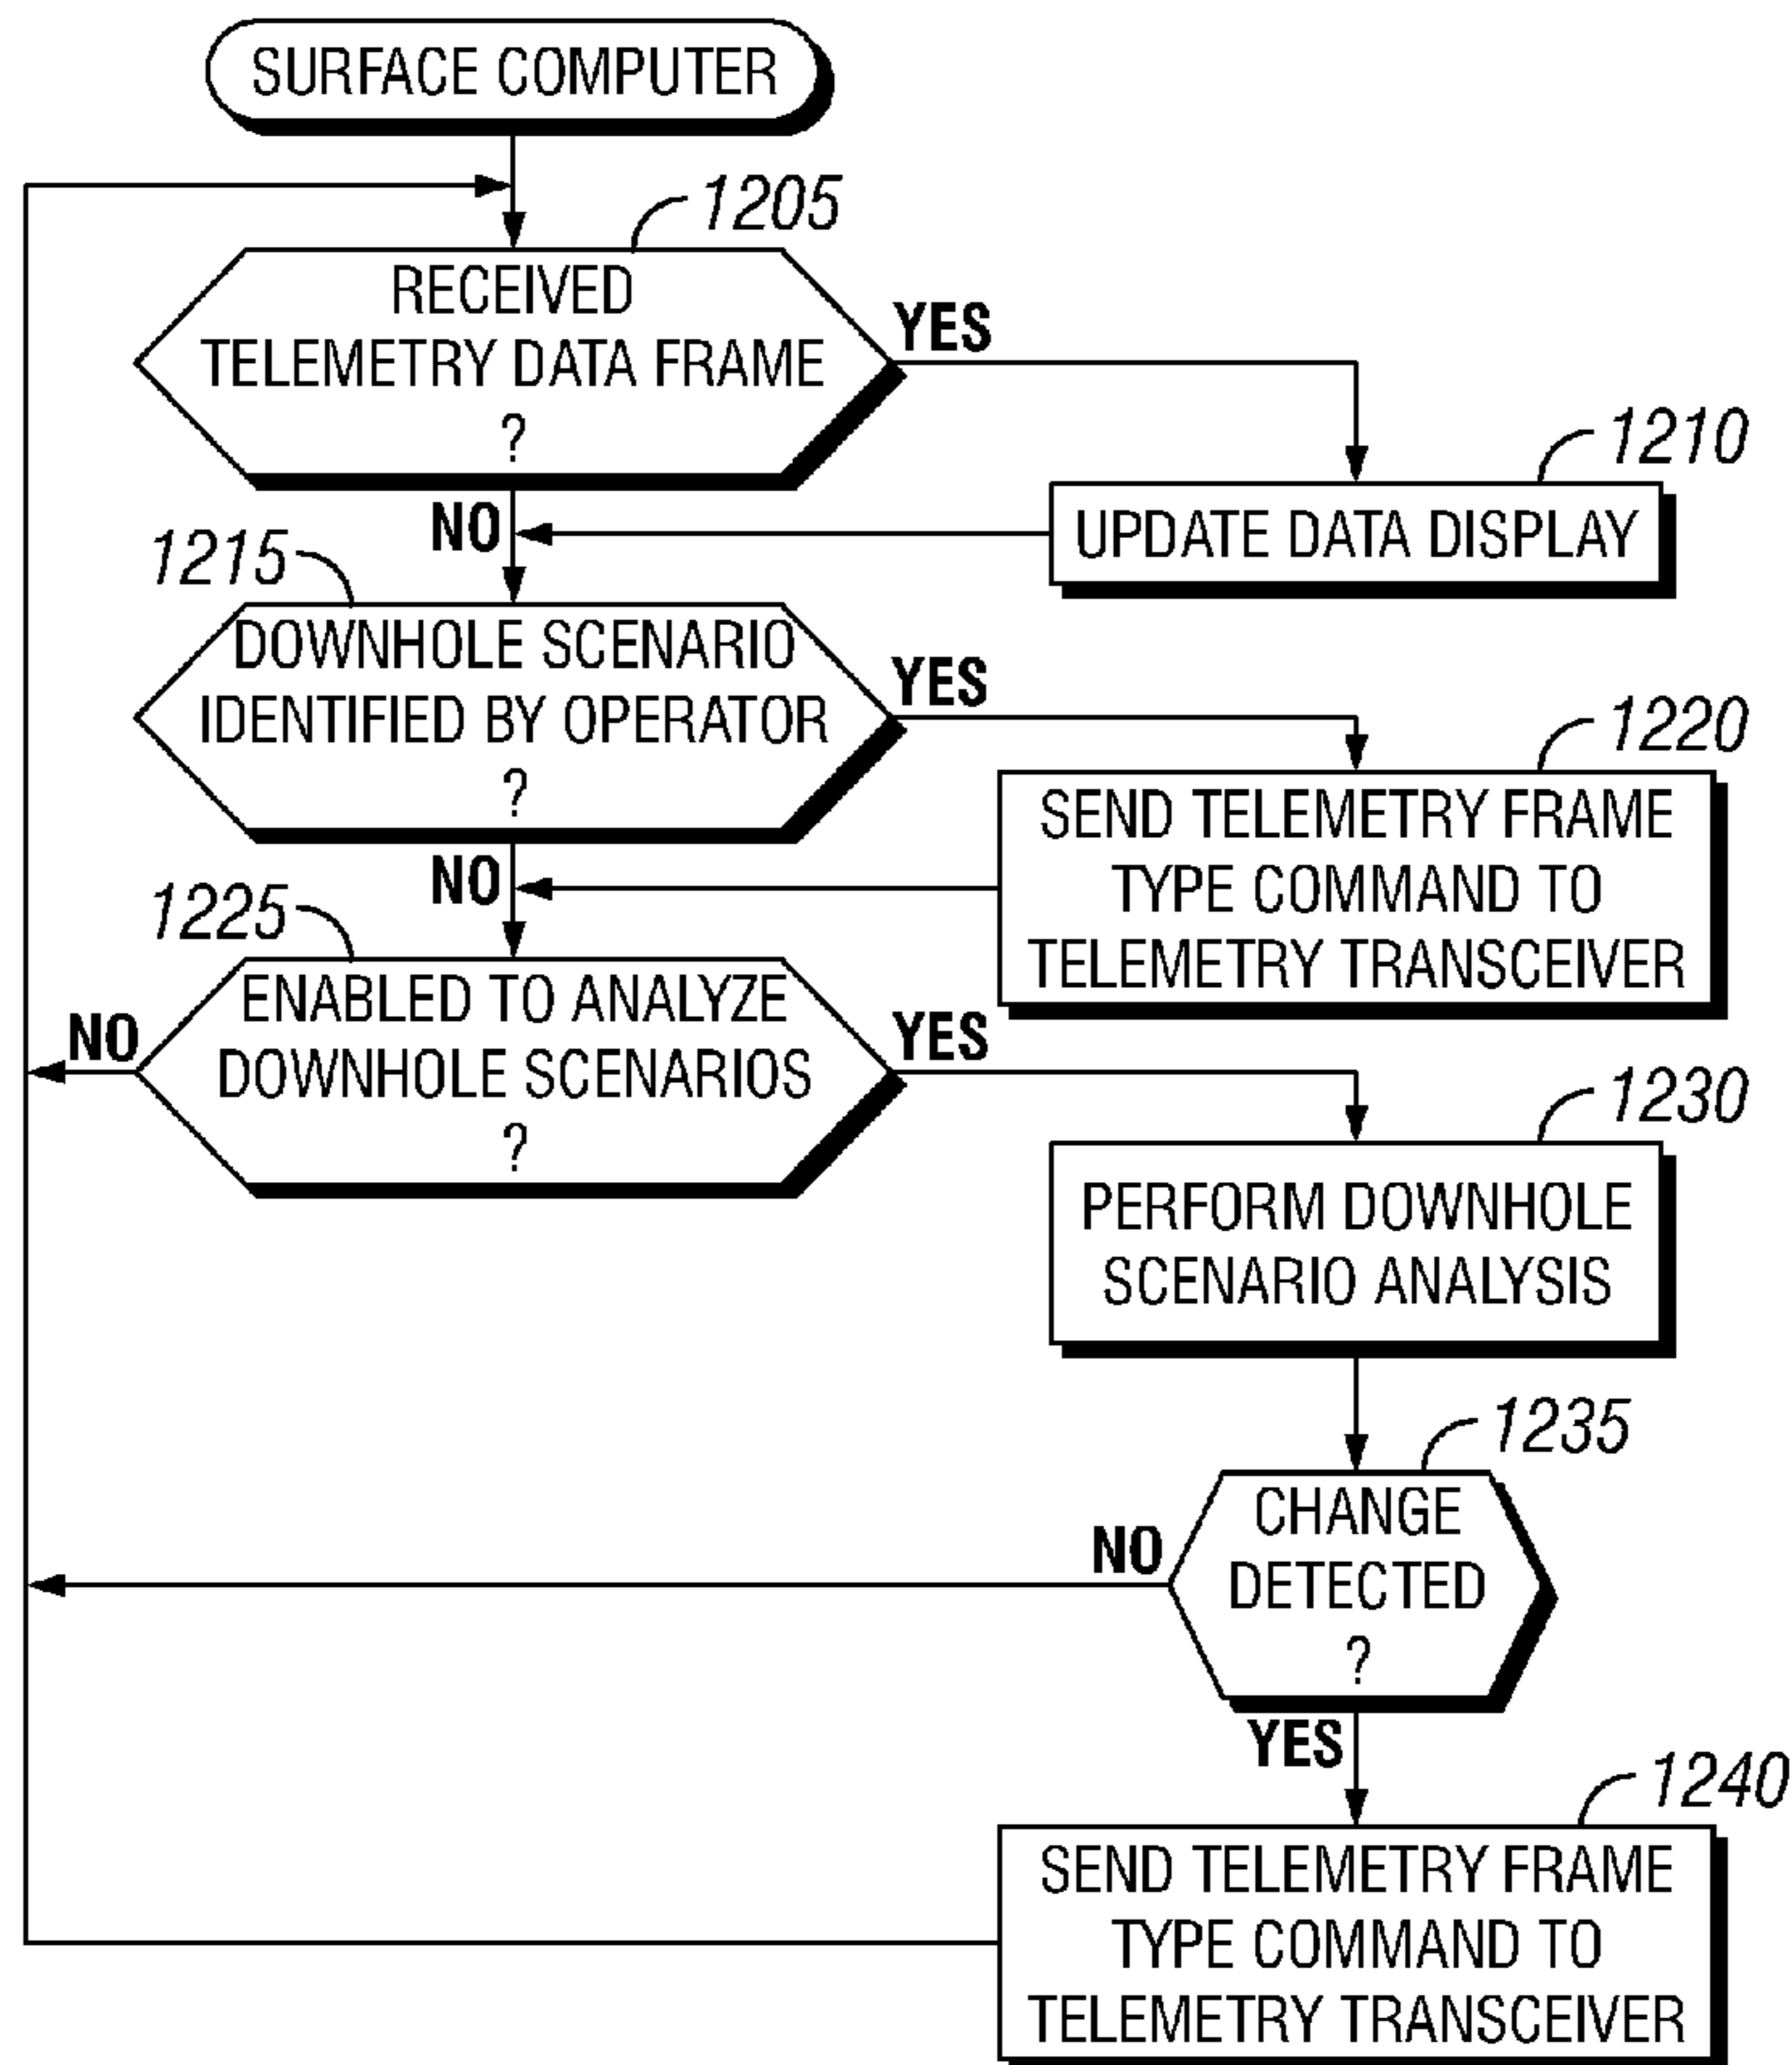 SURFACE COMPUTER
1205
RECEIVED
TELEMETRY DATA FRAME
?
YES
NO
1210
UPDATE DATA DISPLAY
1215
DOWNHOLE SCENARIO
IDENTIFIED BY OPERATOR
?
YES
NO
1220
SEND TELEMETRY FRAME
TYPE COMMAND TO
TELEMETRY TRANSCEIVER
1225
ENABLED TO ANALYZE
DOWNHOLE SCENARIOS
?
NO
YES
1230
PERFORM DOWNHOLE
SCENARIO ANALYSIS
1235
CHANGE
DETECTED
?
NO
YES
1240
SEND TELEMETRY FRAME
TYPE COMMAND TO
TELEMETRY TRANSCEIVER